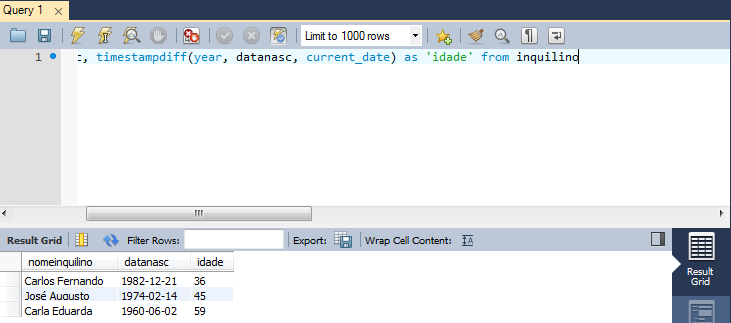 Query 1
Limit to 1000 rows
1
:, timestampdiff(year, datanasc, current_date) as 'idade' from inquilino
Result Grid
Filter Rows:
Export:
Wrap Cell Content:
nomeinquilino datanasc idade
Carlos Fernando 1982-12-21 36
José Augusto 1974-02-14 45
Carla Eduarda 1960-06-02 59
Result
Grid